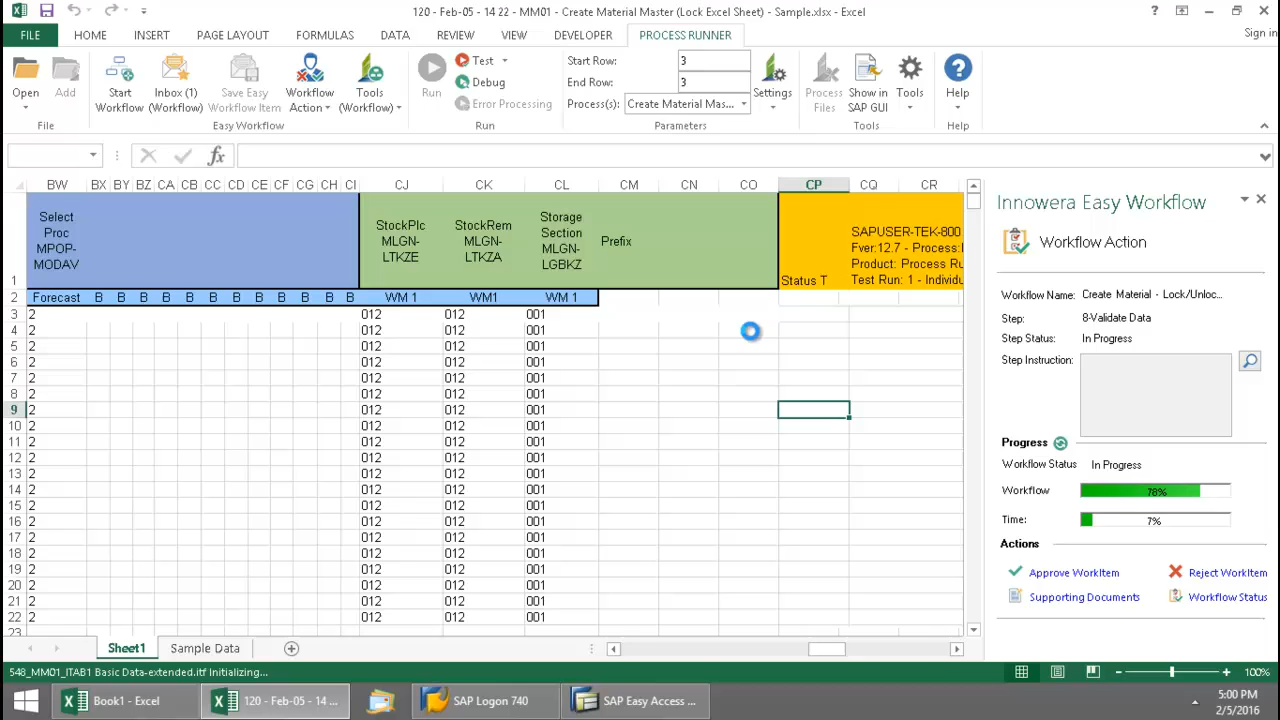 120 - Feb-05 - 14 22 - MM01 - Create Material Master (Lock Excel Sheet) - Sample.xlsx - Excel
FILE HOME INSERT PAGE LAYOUT FORMULAS DATA REVIEW VIEW DEVELOPER PROCESS RUNNER Sign in
Open Add Start Workflow Inbox (1) (Workflow) Save Easy Workflow Item Workflow Action Tools (Workflow) Run Test Debug Error Processing
Start Row: 3
End Row: 3
Process(s): Create Material Mas...
Settings Process Files Show in SAP GUI Tools Help
File Easy Workflow Run Parameters Tools Help
fx
BW BX BY BZ CA CB CC CD CE CF CG CH CI CJ CK CL CM CN CO CP CQ CR
1
Select Proc MPOP-MODAV
StockPlc MLGN-LTKZE
StockRem MLGN-LTKZA
Storage Section MLGN-LGBKZ
Prefix
Status T
SAPUSER-TEK-800
Fver:12.7 - Process:
Product: Process Ru
Test Run: 1 - Individu
2 Forecast B B B B B B B B B B B B WM 1 WM1 WM 1
3 2 012 012 001
4 2 012 012 001
5 2 012 012 001
6 2 012 012 001
7 2 012 012 001
8 2 012 012 001
9 2 012 012 001
10 2 012 012 001
11 2 012 012 001
12 2 012 012 001
13 2 012 012 001
14 2 012 012 001
15 2 012 012 001
16 2 012 012 001
17 2 012 012 001
18 2 012 012 001
19 2 012 012 001
20 2 012 012 001
21 2 012 012 001
22 2 012 012 001
23
Innowera Easy Workflow
Workflow Action
Workflow Name: Create Material - Lock/Unloc...
Step: 8-Validate Data
Step Status: In Progress
Step Instruction:
Progress
Workflow Status In Progress
Workflow 78%
Time: 7%
Actions
Approve WorkItem Reject WorkItem
Supporting Documents Workflow Status
Sheet1 Sample Data
548_MM01_ITAB1 Basic Data-extended.itf Initializing... 100%
Book1 - Excel 120 - Feb-05 - 14 ... SAP Logon 740 SAP Easy Access ...
5:00 PM
2/5/2016